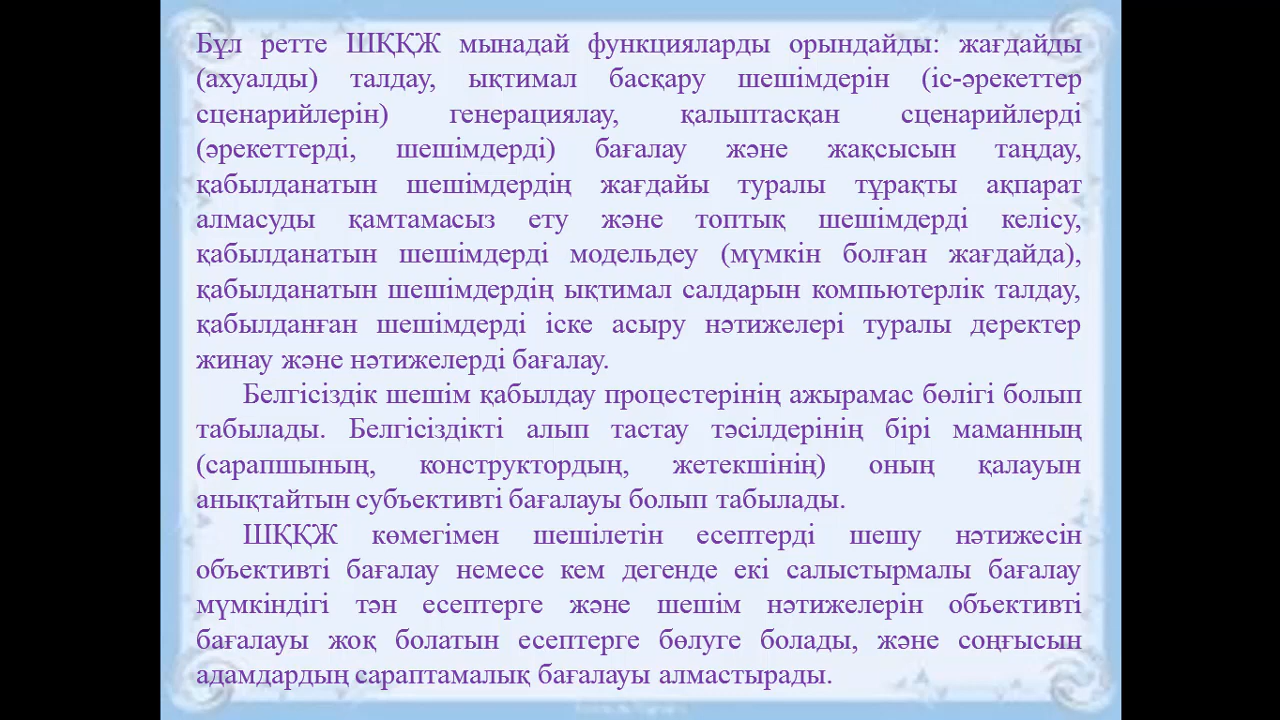 Бұл ретте ШҚҚЖ мынадай функцияларды орындайды: жағдайды
(ахуалды) талдау, ықтимал басқару шешімдерін (іс-әрекеттер
сценарийлерін) генерациялау, қалыптасқан сценарийлерді
(әрекеттерді, шешімдерді) бағалау және жақсысын таңдау,
қабылданатын шешімдердің жағдайы туралы тұрақты ақпарат
алмасуды қамтамасыз ету және топтық шешімдерді келісу,
қабылданатын шешімдерді модельдеу (мүмкін болған жағдайда),
қабылданатын шешімдердің ықтимал салдарын компьютерлік талдау,
қабылданған шешімдерді іске асыру нәтижелері туралы деректер
жинау және нәтижелерді бағалау.
Белгісіздік шешім қабылдау процестерінің ажырамас бөлігі болып
табылады. Белгісіздікті алып тастау тәсілдерінің бірі маманның
(сарапшының, конструктордың, жетекшінің) оның қалауын
анықтайтын субъективті бағалауы болып табылады.
ШҚҚЖ көмегімен шешілетін есептерді шешу нәтижесін
объективті бағалау немесе кем дегенде екі салыстырмалы бағалау
мүмкіндігі тән есептерге және шешім нәтижелерін объективті
бағалауы жоқ болатын есептерге бөлуге болады, және соңғысын
адамдардың сараптамалық бағалауы алмастырады.